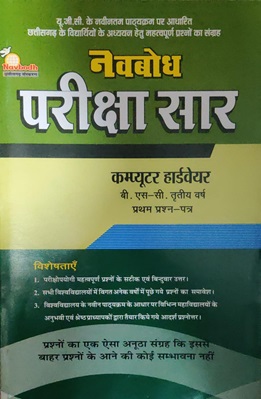 यू.जी.सी. के नवीनतम पाठ्यक्रम पर आधारित
छत्तीसगढ़ के विद्यार्थियों के अध्ययन हेतु महत्वपूर्ण प्रश्नों का संग्रह
Navbodh
नवबोध
परीक्षा सार
कम्प्यूटर हार्डवेयर
बी. एस-सी. तृतीय वर्ष
प्रथम प्रश्न-पत्र
विशेषताएँ
1. परीक्षोपयोगी महत्वपूर्ण प्रश्नों के सटीक एवं बिन्दुवार उत्तर।
2. सभी विश्वविद्यालयों में विगत अनेक वर्षों में पूछे गये प्रश्नों का समावेश।
3. विश्वविद्यालय के नवीन पाठ्यक्रम के आधार पर विभिन्न महाविद्यालयों के
अनुभवी एवं श्रेष्ठ प्राध्यापकों द्वारा तैयार किये गये आदर्श प्रश्नोत्तर।
प्रश्नों का एक ऐसा अनूठा संग्रह कि इससे
बाहर प्रश्नों के आने की कोई सम्भावना नहीं